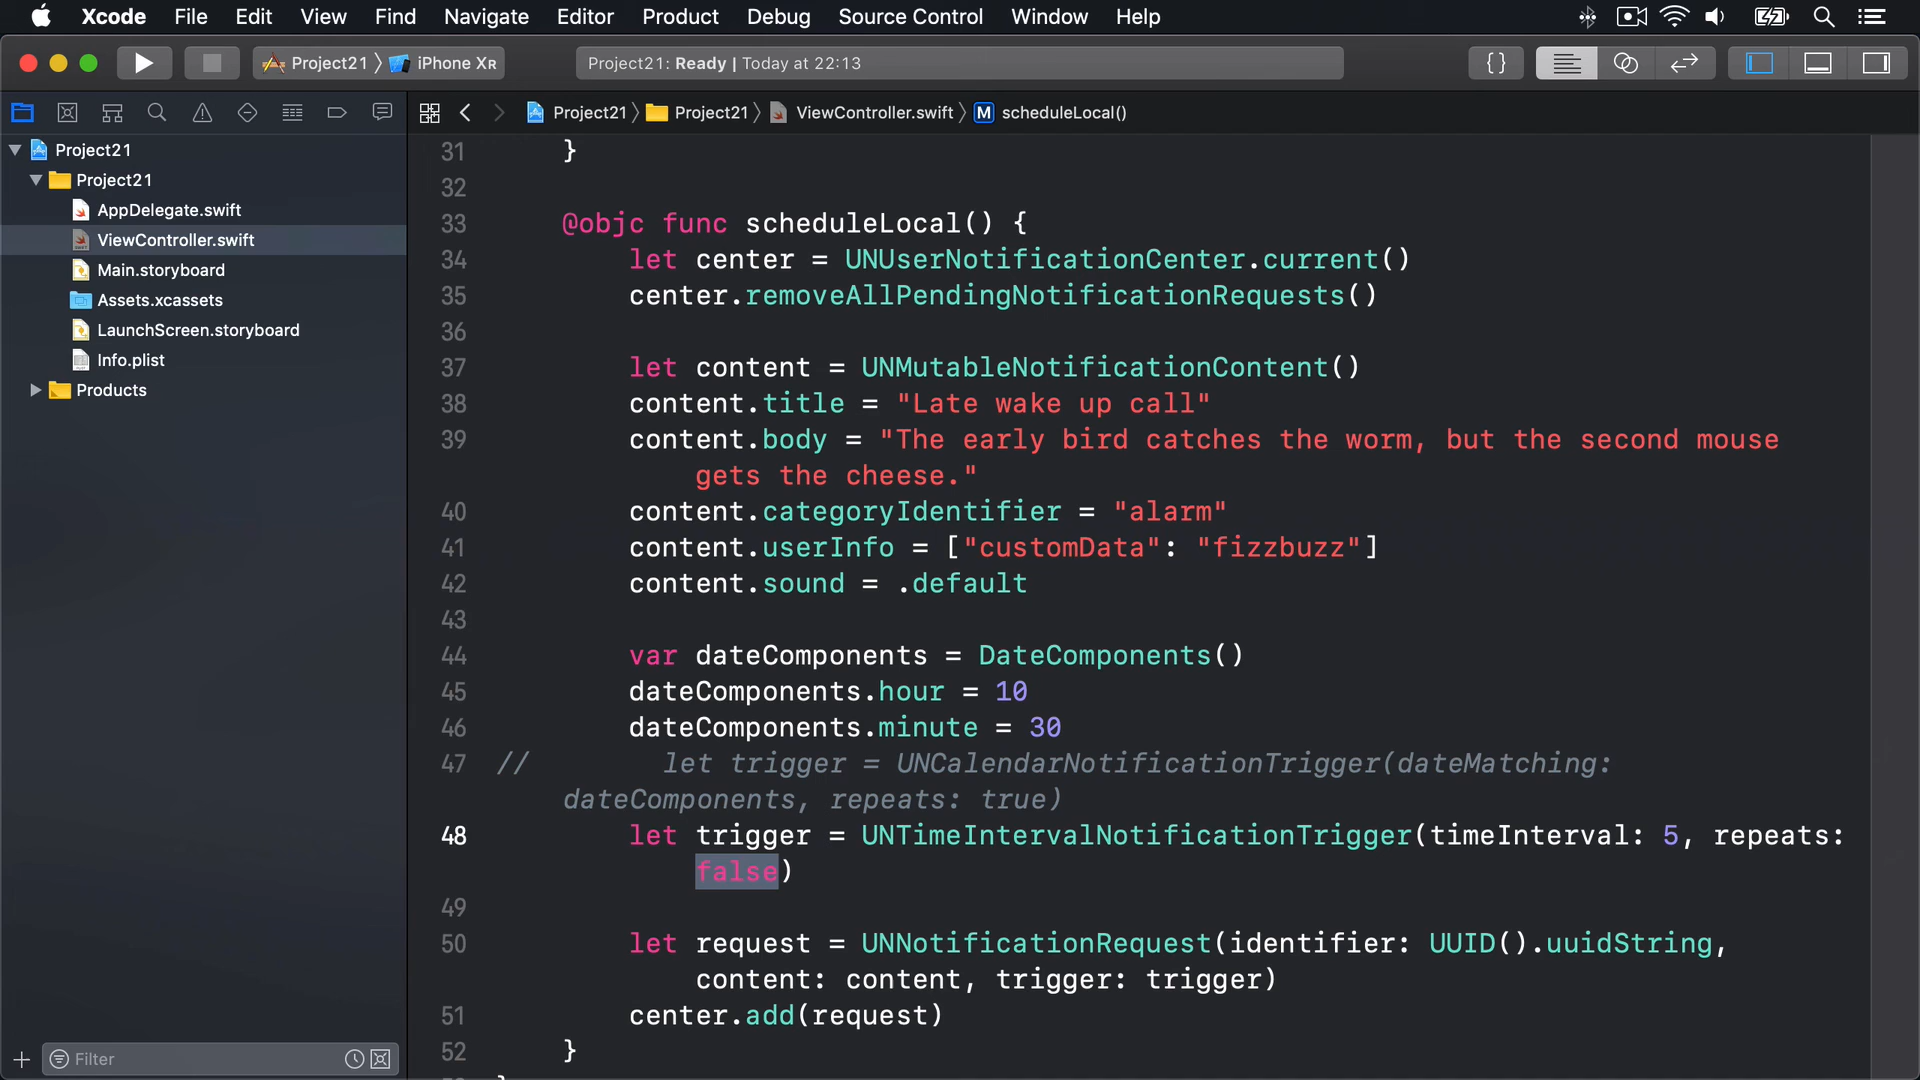 Xcode File Edit View Find Navigate Editor Product Debug Source Control Window Help
Project21 iPhone XR Project21: Ready | Today at 22:13 {}
Project21 Project21 ViewController.swift M scheduleLocal()
Project21
Project21
AppDelegate.swift
ViewController.swift
Main.storyboard
Assets.xcassets
LaunchScreen.storyboard
Info.plist
Products
31 }
32
33 @objc func scheduleLocal() {
34 let center = UNUserNotificationCenter.current()
35 center.removeAllPendingNotificationRequests()
36
37 let content = UNMutableNotificationContent()
38 content.title = "Late wake up call"
39 content.body = "The early bird catches the worm, but the second mouse
gets the cheese."
40 content.categoryIdentifier = "alarm"
41 content.userInfo = ["customData": "fizzbuzz"]
42 content.sound = .default
43
44 var dateComponents = DateComponents()
45 dateComponents.hour = 10
46 dateComponents.minute = 30
47 // let trigger = UNCalendarNotificationTrigger(dateMatching:
dateComponents, repeats: true)
48 let trigger = UNTimeIntervalNotificationTrigger(timeInterval: 5, repeats:
false)
49
50 let request = UNNotificationRequest(identifier: UUID().uuidString,
content: content, trigger: trigger)
51 center.add(request)
52 }
Filter